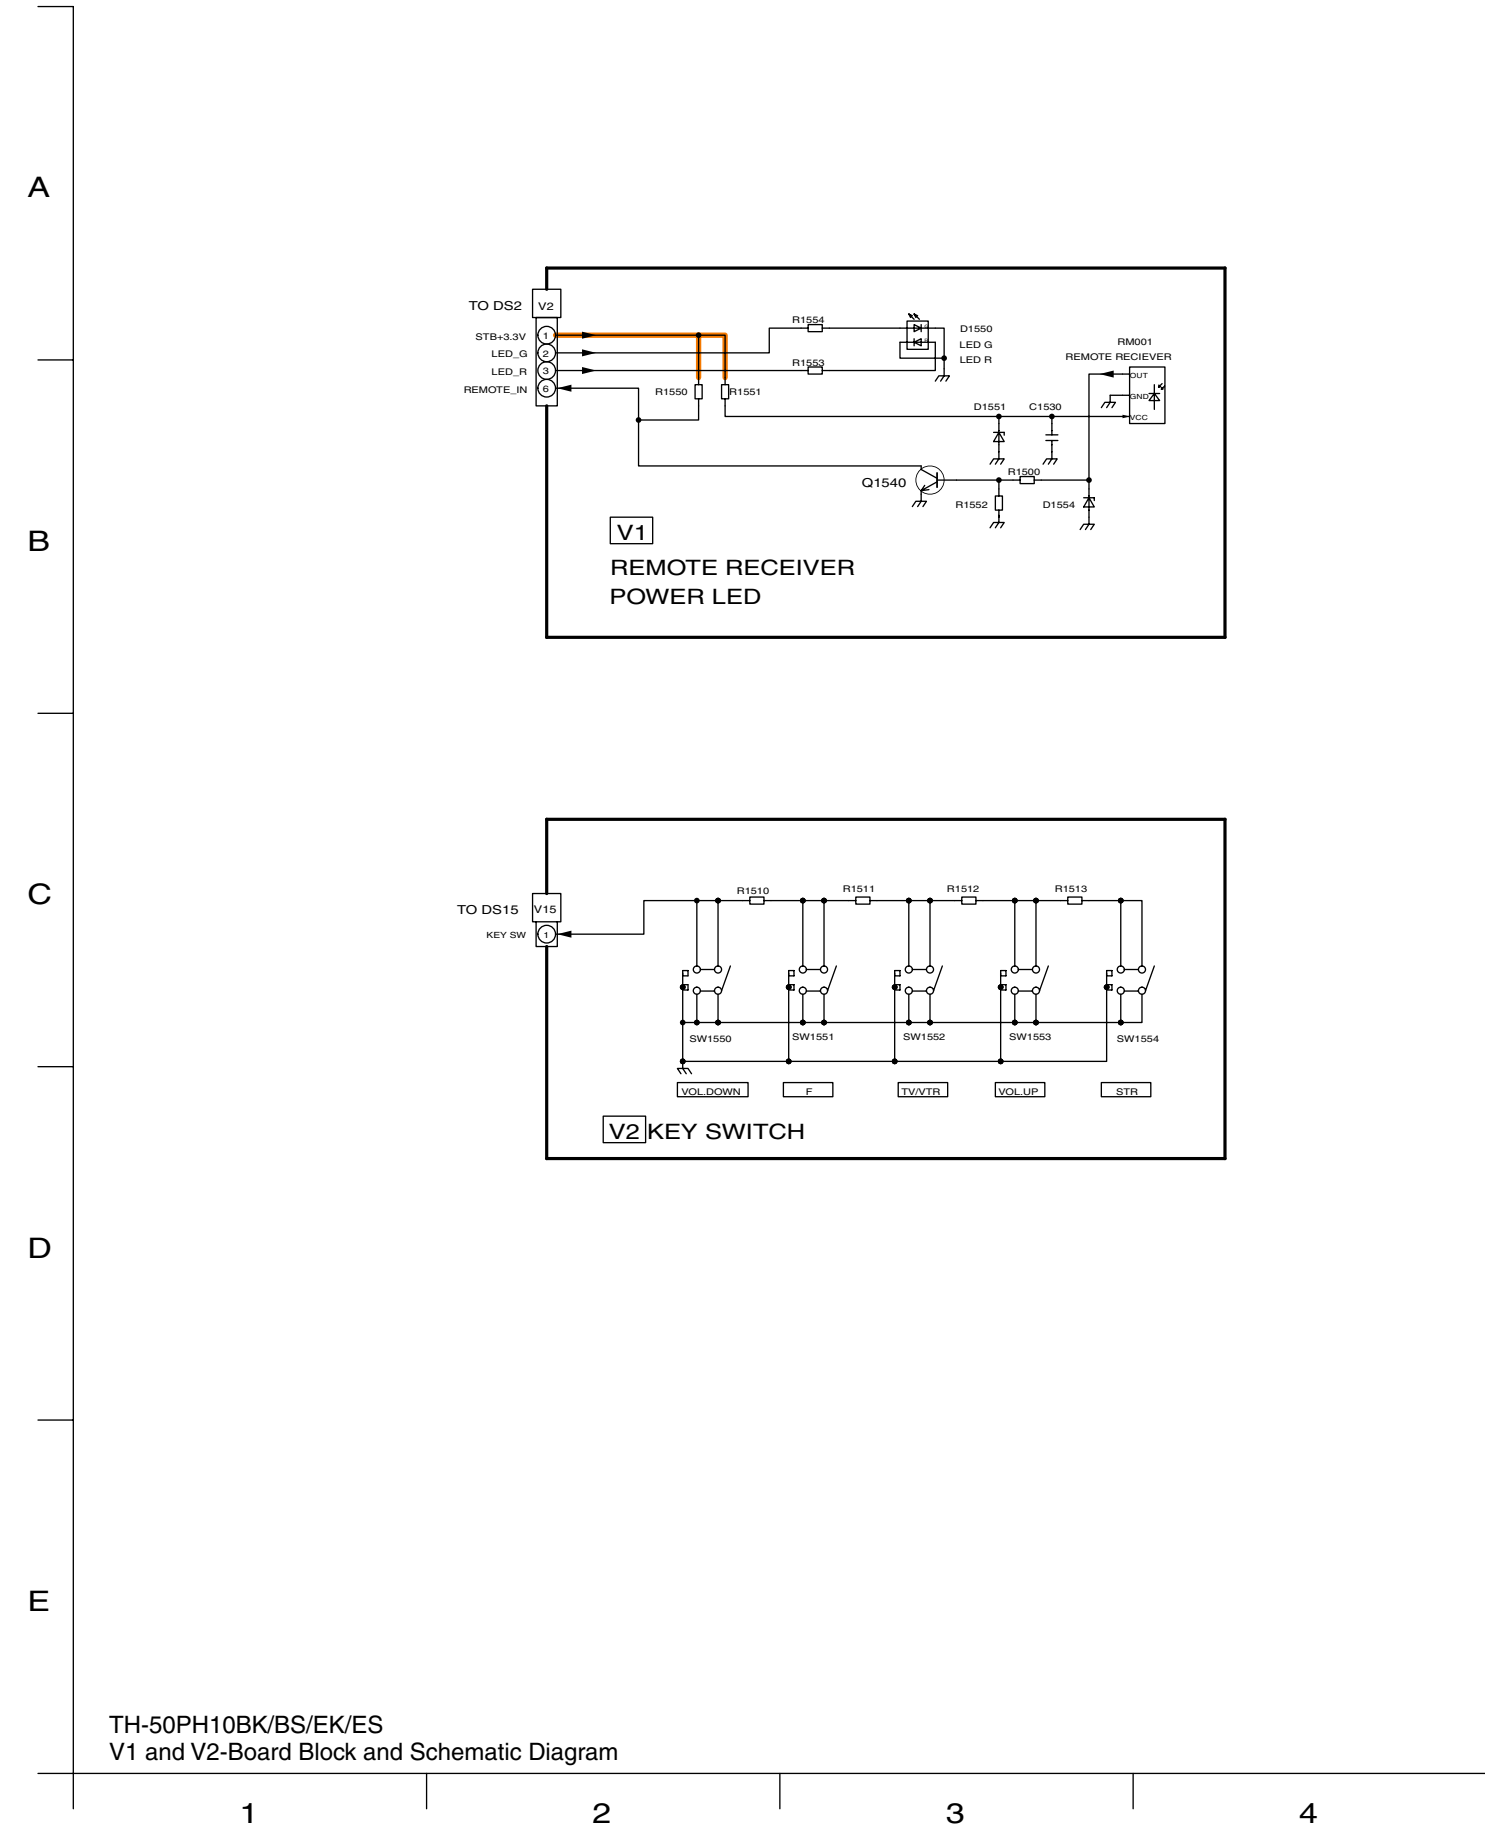 A
TO DS2
V2
STB+3.3V
1
LED_G
2
LED_R
3
REMOTE_IN
6
R1554
D1550
LED G
LED R
R1553
RM001
REMOTE RECIEVER
OUT
GND
VCC
R1550
R1551
D1551
C1530
Q1540
R1500
R1552
D1554
B
V1
REMOTE RECEIVER
POWER LED
C
TO DS15
V15
KEY SW
1
R1510
R1511
R1512
R1513
SW1550
SW1551
SW1552
SW1553
SW1554
VOL.DOWN
F
TV/VTR
VOL.UP
STR
V2 KEY SWITCH
D
E
TH-50PH10BK/BS/EK/ES
V1 and V2-Board Block and Schematic Diagram
1
2
3
4